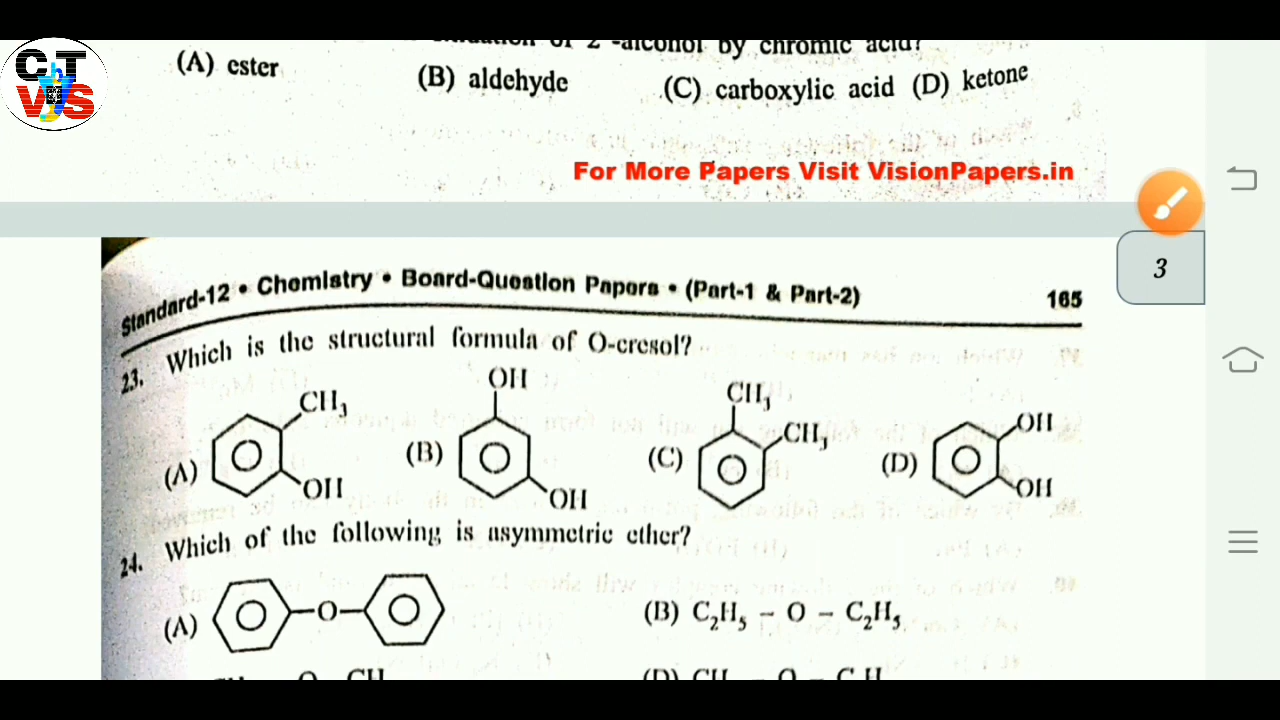 of 2 -alcohol by chromic acid?
(A) ester (B) aldehyde (C) carboxylic acid (D) ketone
CT
VS
For More Papers Visit VisionPapers.in
3
Standard-12 • Chemistry • Board-Question Papers • (Part-1 & Part-2) 165
23. Which is the structural formula of O-cresol?
(A) CH₃ OH (B) OH OH (C) CH₃ CH₃ (D) OH OH
24. Which of the following is asymmetric ether?
(A) –O– (B) C₂H₅ – O – C₂H₅